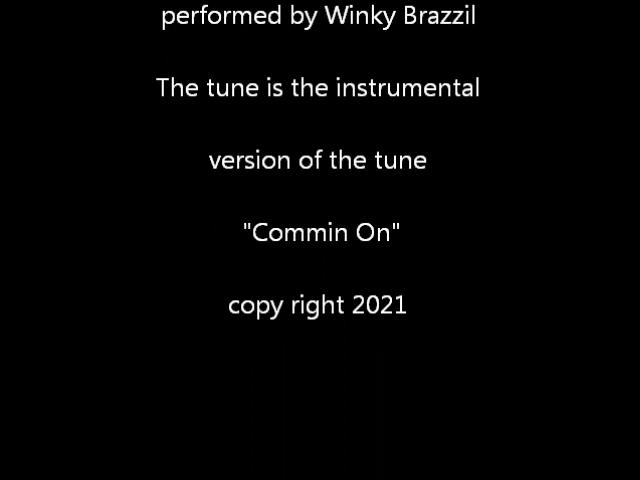 performed by Winky Brazzil
The tune is the instrumental
version of the tune
"Commin On"
copy right 2021